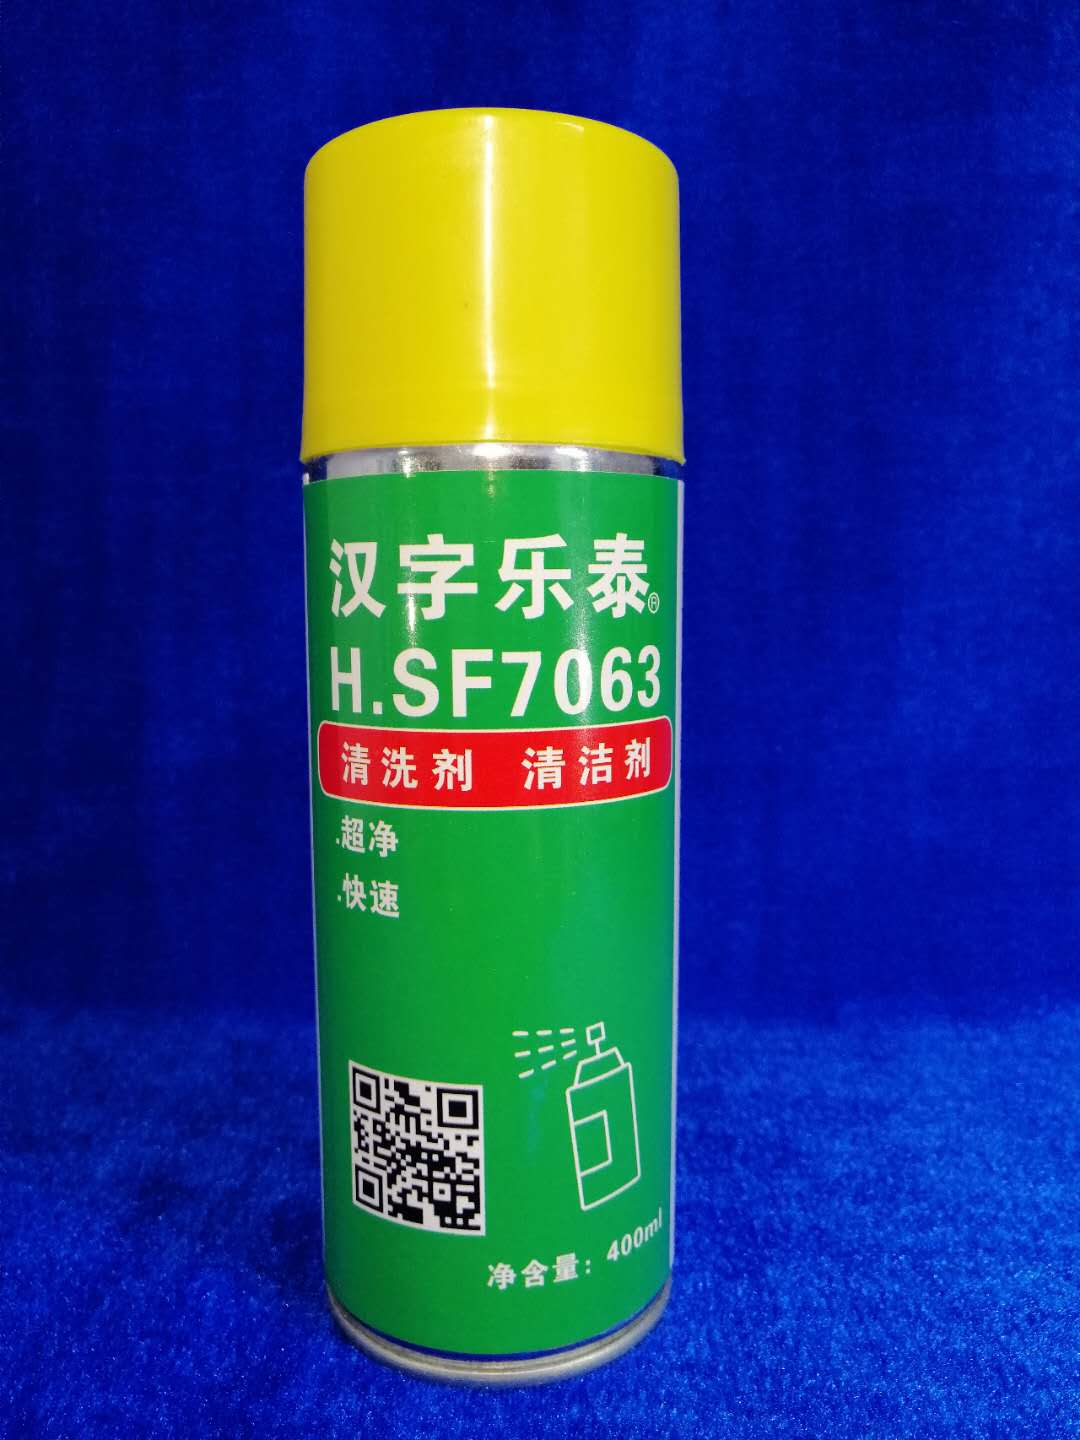 汉字乐泰®
H.SF7063
清洗剂 清洁剂
.超净
.快速
净含量：400ml